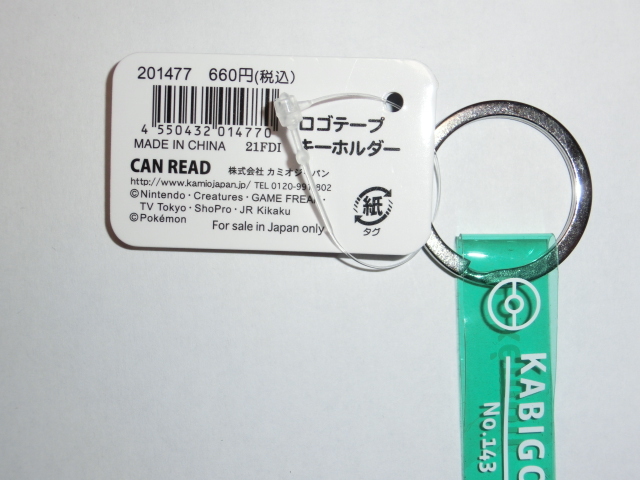 201477 660円(税込)
4 550432 014770
MADE IN CHINA 21FDI
ロゴテープ
キーホルダー
CAN READ 株式会社 カミオジャパン
http://www.kamiojapan.jp/ TEL 0120-991-802
©Nintendo・Creatures・GAME FREAK・
TV Tokyo・ShoPro・JR Kikaku
©Pokémon
For sale in Japan only
紙
タグ
KABIGO
No.143